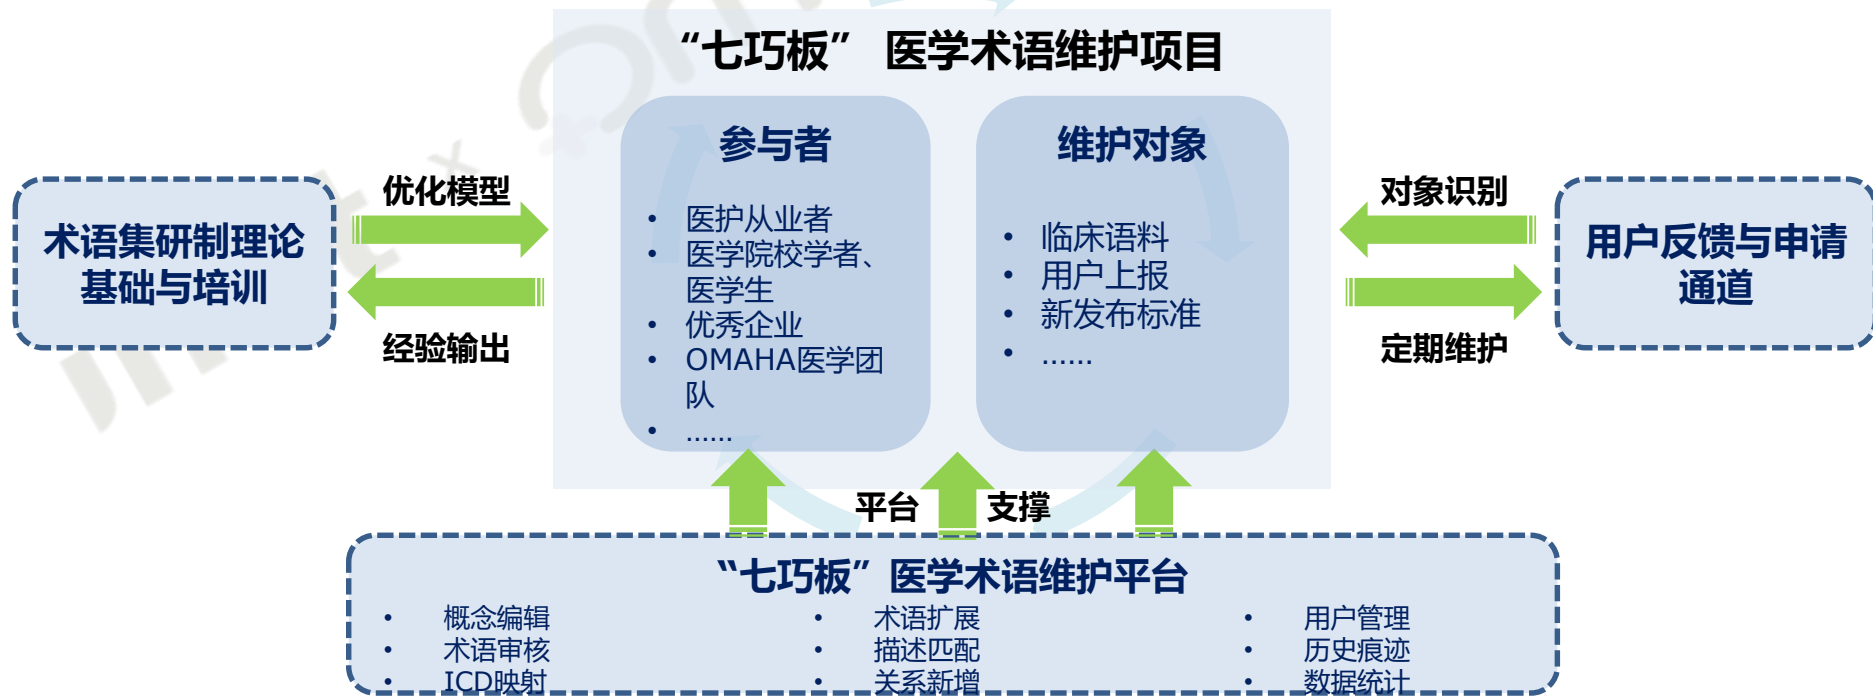 “七巧板” 医学术语维护项目
参与者
• 医护从业者
• 医学院校学者、
医学生
• 优秀企业
• OMAHA医学团
队
• ......
维护对象
• 临床语料
• 用户上报
• 新发布标准
• ......
优化模型
术语集研制理论
基础与培训
经验输出
对象识别
用户反馈与申请
通道
定期维护
平台 支撑
“七巧板”医学术语维护平台
• 概念编辑
• 术语审核
• ICD映射
• 术语扩展
• 描述匹配
• 关系新增
• 用户管理
• 历史痕迹
• 数据统计